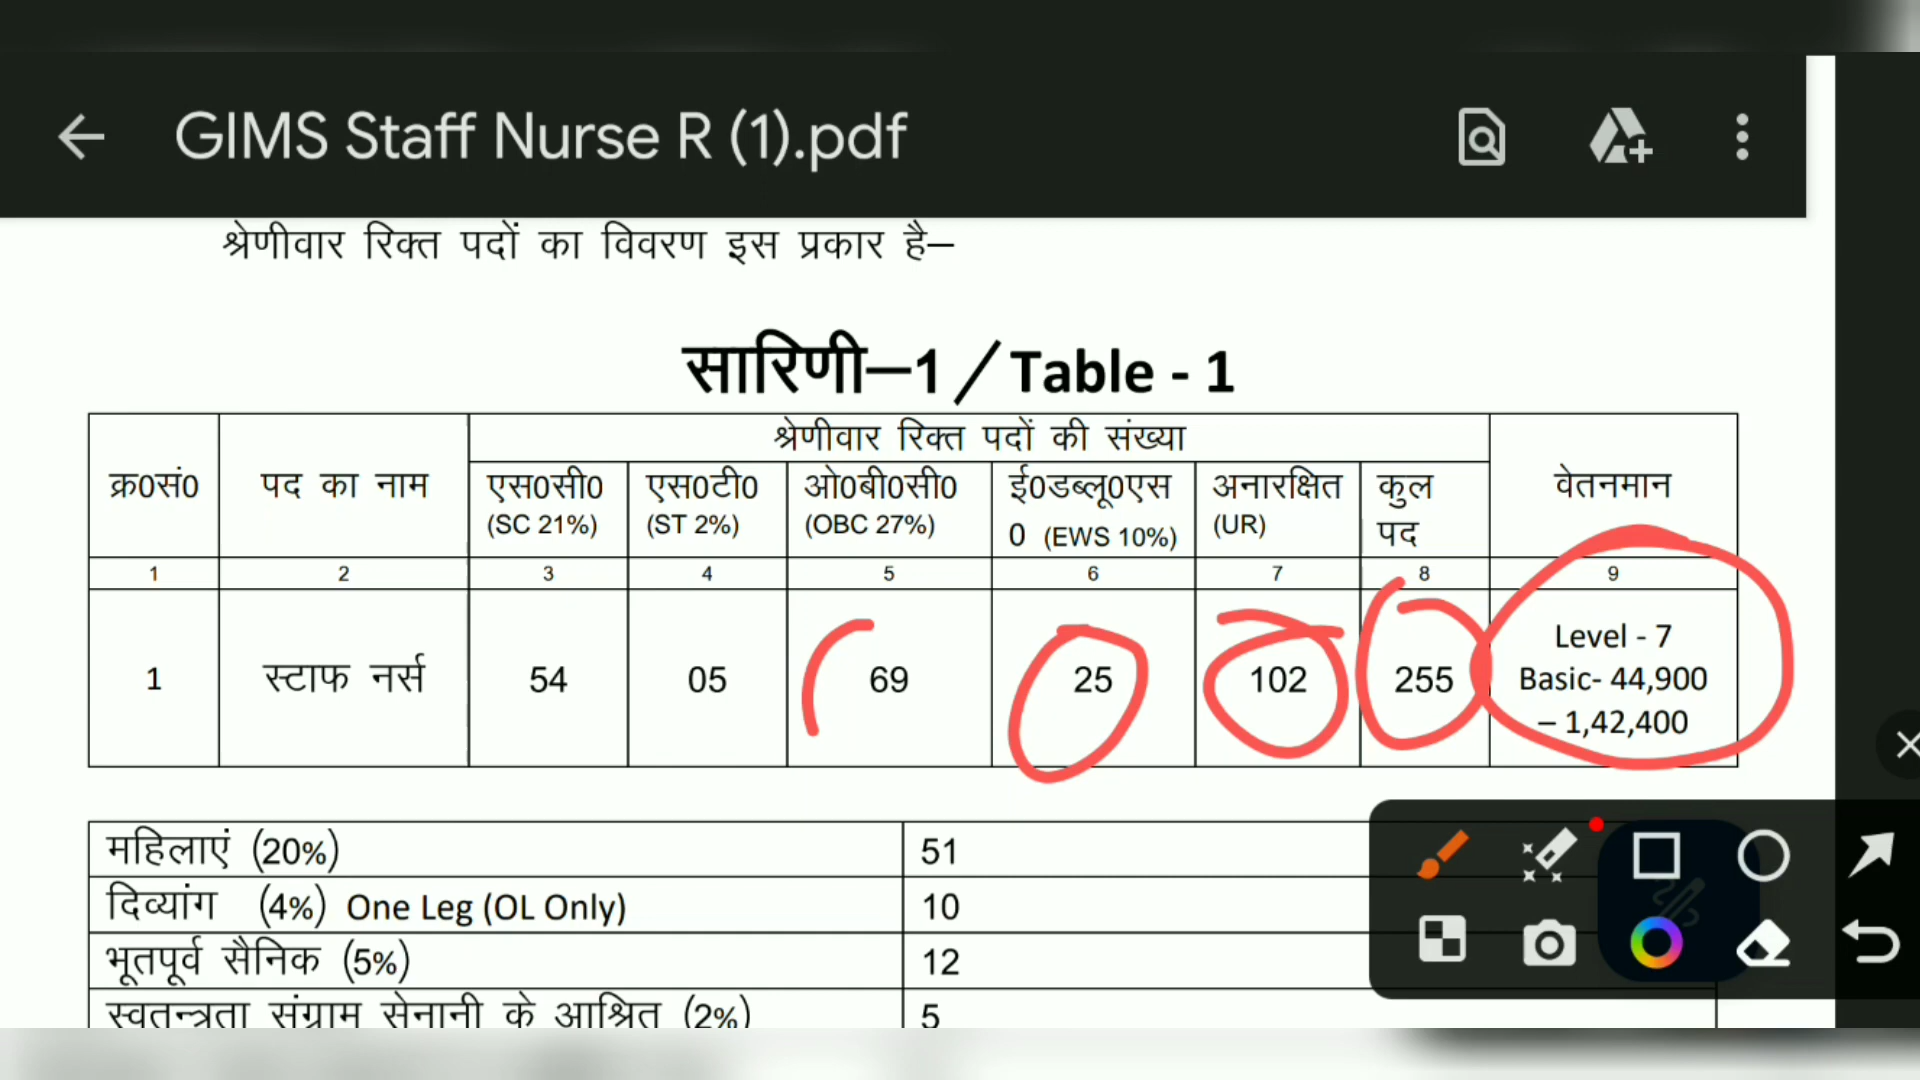 GIMS Staff Nurse R (1).pdf
श्रेणीवार रिक्त पदों का विवरण इस प्रकार है–
सारिणी–1 / Table - 1
क्र0सं0
पद का नाम
श्रेणीवार रिक्त पदों की संख्या
वेतनमान
एस0सी0 (SC 21%)
एस0टी0 (ST 2%)
ओ0बी0सी0 (OBC 27%)
ई0डब्लू0एस0 (EWS 10%)
अनारक्षित (UR)
कुल पद
1 2 3 4 5 6 7 8 9
1 स्टाफ नर्स 54 05 69 25 102 255 Level - 7
Basic- 44,900
– 1,42,400
महिलाएं (20%) 51
दिव्यांग (4%) One Leg (OL Only) 10
भूतपूर्व सैनिक (5%) 12
स्वतन्त्रता संग्राम सेनानी के आश्रित (2%) 5